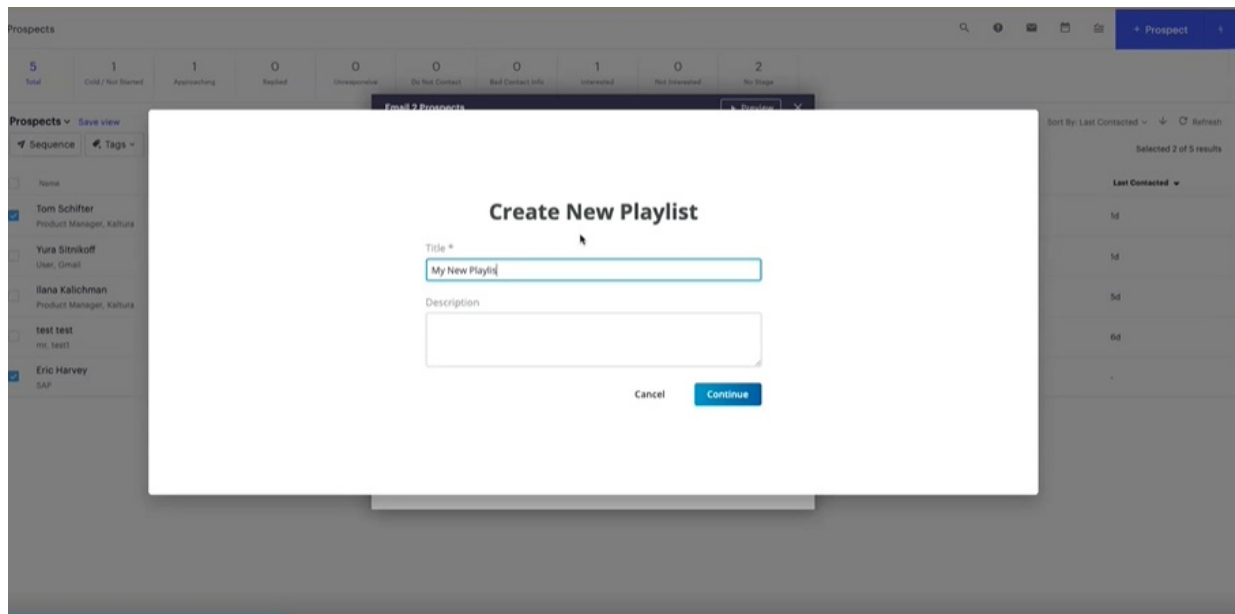 Prospects
+ Prospect
5 1 1 0 0 0 0 1 0 2
Total Cold / Not Started Approaching Replied Unresponsive Do Not Contact Bad Contact Info Interested Not Interested No Stage
Email 2 Prospects Preview
Prospects Save view Sort By: Last Contacted Refresh
Sequence Tags Selected 2 of 5 results
Name Last Contacted
Create New Playlist
Tom Schifter 1d
Product Manager, Kaltura
Title *
Yura Sitnikoff 1d
User, Gmail
My New Playlis
Ilana Kalichman 5d
Product Manager, Kaltura
Description
test test 6d
mr, test1
Eric Harvey -
SAP
Cancel Continue